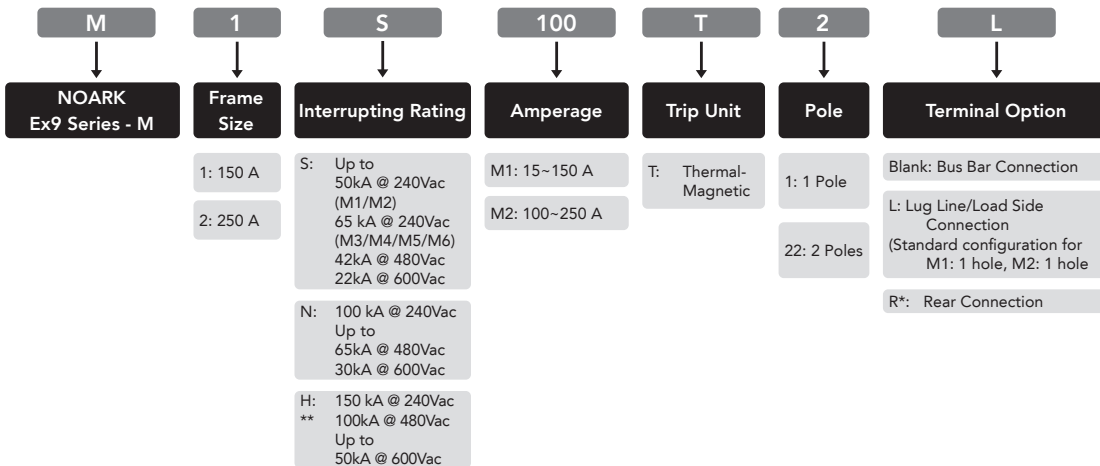 M 1 S 100 T 2 L
NOARK
Ex9 Series - M
Frame
Size
Interrupting Rating
Amperage
Trip Unit
Pole
Terminal Option
1: 150 A
2: 250 A
S: Up to
50kA @ 240Vac
(M1/M2)
65 kA @ 240Vac
(M3/M4/M5/M6)
42kA @ 480Vac
22kA @ 600Vac
N: 100 kA @ 240Vac
Up to
65kA @ 480Vac
30kA @ 600Vac
H: 150 kA @ 240Vac
** 100kA @ 480Vac
Up to
50kA @ 600Vac
M1: 15~150 A
M2: 100~250 A
T: Thermal-
Magnetic
1: 1 Pole
22: 2 Poles
Blank: Bus Bar Connection
L: Lug Line/Load Side
Connection
(Standard configuration for
M1: 1 hole, M2: 1 hole
R*: Rear Connection